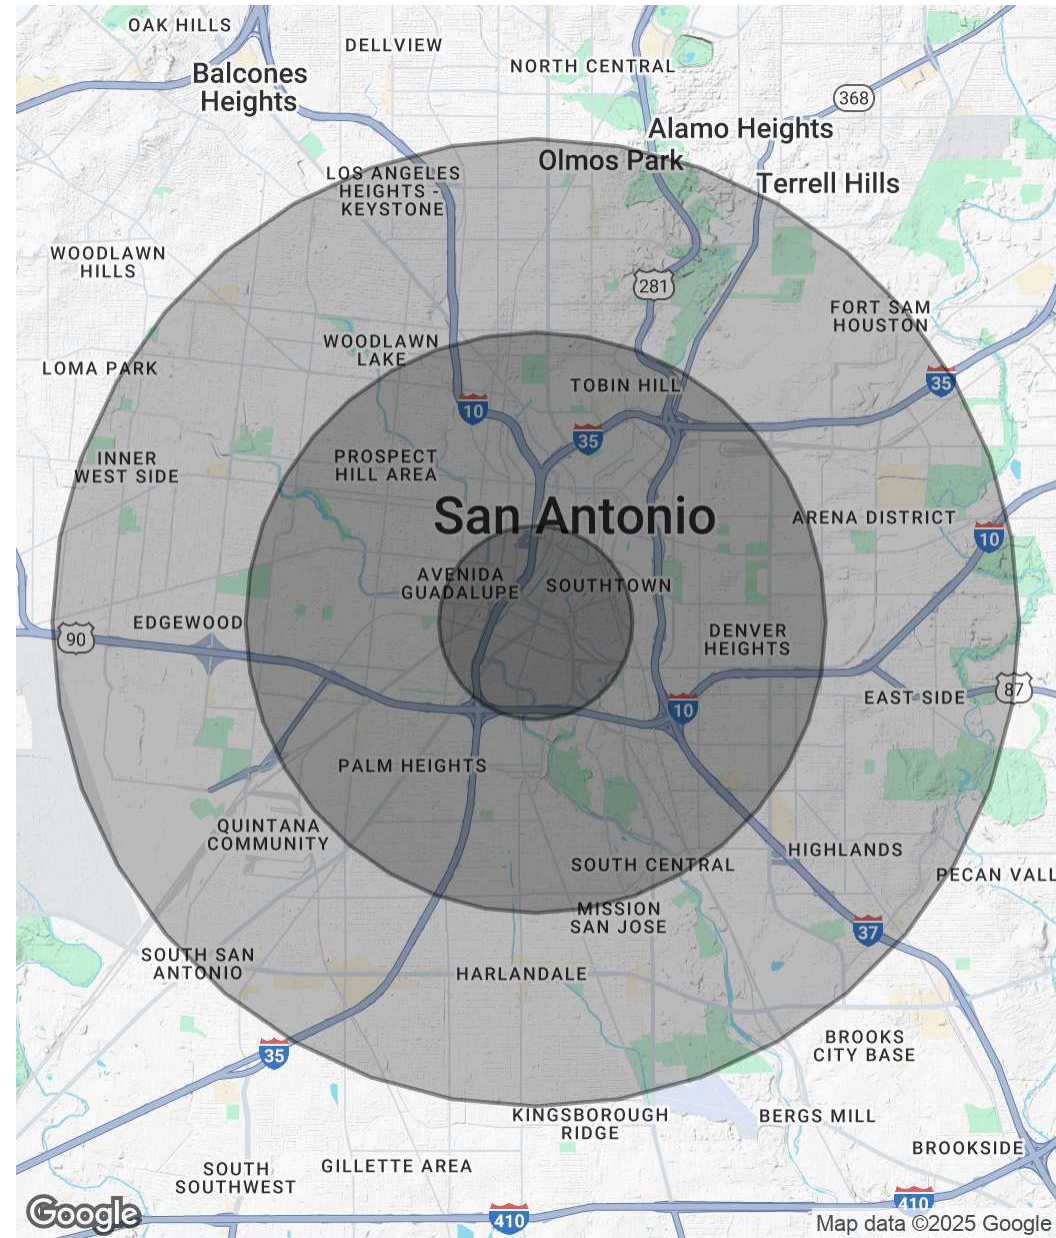 OAK HILLS
DELLVIEW
NORTH CENTRAL
Balcones
Heights
368
Alamo Heights
Olmos Park
LOS ANGELES
HEIGHTS -
KEYSTONE
Terrell Hills
WOODLAWN
HILLS
281
FORT SAM
HOUSTON
WOODLAWN
LAKE
LOMA PARK
TOBIN HILL
35
10
35
INNER
WEST SIDE
PROSPECT
HILL AREA
San Antonio
ARENA DISTRICT
10
AVENIDA
GUADALUPE
SOUTHTOWN
EDGEWOOD
90
DENVER
HEIGHTS
EAST SIDE
87
10
PALM HEIGHTS
QUINTANA
COMMUNITY
SOUTH CENTRAL
HIGHLANDS
PECAN VALL
MISSION
SAN JOSE
37
SOUTH SAN
ANTONIO
HARLANDALE
35
BROOKS
CITY BASE
KINGSBOROUGH
RIDGE
BERGS MILL
BROOKSIDE
SOUTH
SOUTHWEST
GILLETTE AREA
410
410
Google
Map data ©2025 Google